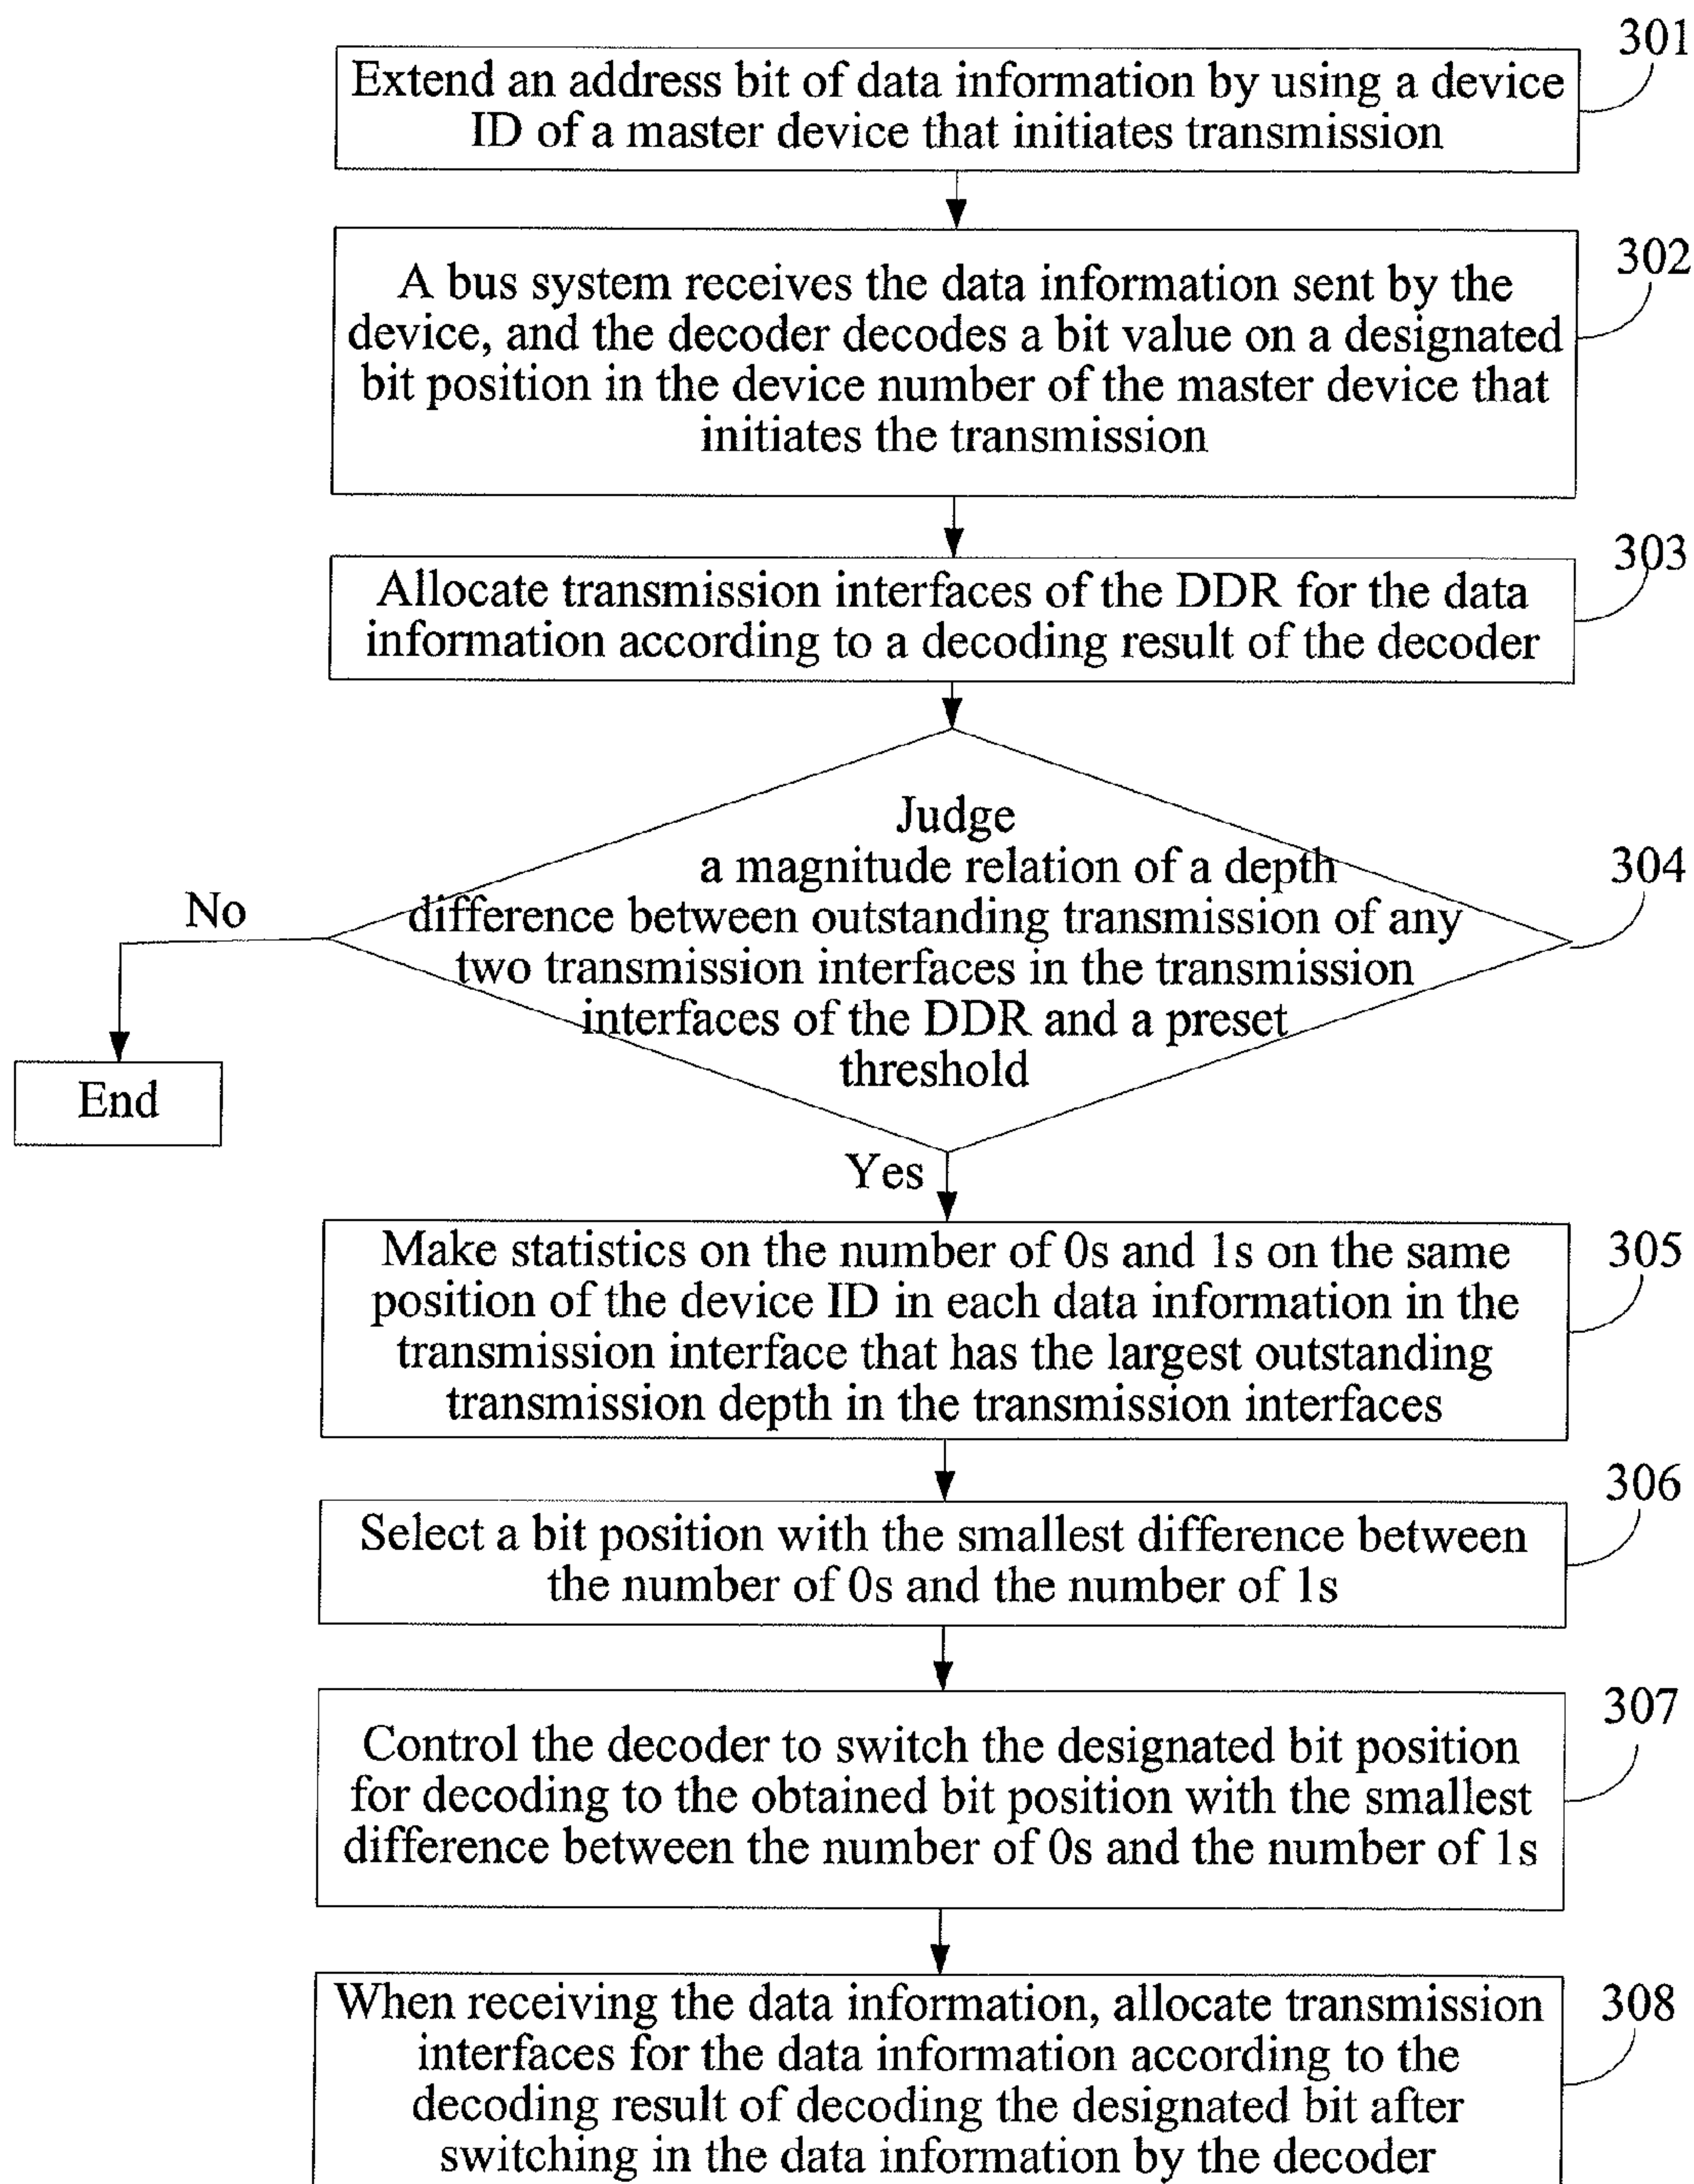 301
Extend an address bit of data information by using a device
ID of a master device that initiates transmission
302
A bus system receives the data information sent by the
device, and the decoder decodes a bit value on a designated
bit position in the device number of the master device that
initiates the transmission
303
Allocate transmission interfaces of the DDR for the data
information according to a decoding result of the decoder
304
Judge
a magnitude relation of a depth
difference between outstanding transmission of any
two transmission interfaces in the transmission
interfaces of the DDR and a preset
threshold
No
End
Yes
305
Make statistics on the number of 0s and 1s on the same
position of the device ID in each data information in the
transmission interface that has the largest outstanding
transmission depth in the transmission interfaces
306
Select a bit position with the smallest difference between
the number of 0s and the number of 1s
307
Control the decoder to switch the designated bit position
for decoding to the obtained bit position with the smallest
difference between the number of 0s and the number of 1s
308
When receiving the data information, allocate transmission
interfaces for the data information according to the
decoding result of decoding the designated bit after
switching in the data information by the decoder